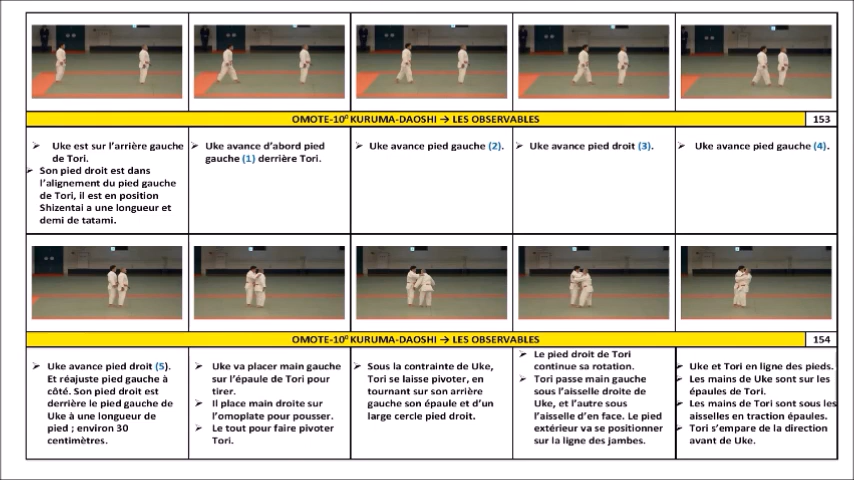 OMOTE-10° KURUMA-DAOSHI → LES OBSERVABLES
153
➢ Uke est sur l'arrière gauche
de Tori.
➢ Son pied droit est dans
l'alignement du pied gauche
de Tori, il est en position
Shizentai a une longueur et
demi de tatami.
➢ Uke avance d'abord pied
gauche (1) derrière Tori.
➢ Uke avance pied gauche (2).
➢ Uke avance pied droit (3).
➢ Uke avance pied gauche (4).
OMOTE-10° KURUMA-DAOSHI → LES OBSERVABLES
154
➢ Uke avance pied droit (5).
Et réajuste pied gauche à
côté. Son pied droit est
derrière le pied gauche de
Uke à une longueur de
pied ; environ 30
centimètres.
➢ Uke va placer main gauche
sur l'épaule de Tori pour
tirer.
➢ Il place main droite sur
l'omoplate pour pousser.
➢ Le tout pour faire pivoter
Tori.
➢ Sous la contrainte de Uke,
Tori se laisse pivoter, en
tournant sur son arrière
gauche son épaule et d'un
large cercle pied droit.
➢ Le pied droit de Tori
continue sa rotation.
➢ Tori passe main gauche
sous l'aisselle droite de
Uke, et l'autre sous
l'aisselle d'en face. Le pied
extérieur va se positionner
sur la ligne des jambes.
➢ Uke et Tori en ligne des pieds.
➢ Les mains de Uke sont sur les
épaules de Tori.
➢ Les mains de Tori sont sous les
aisselles en traction épaules.
➢ Tori s'empare de la direction
avant de Uke.